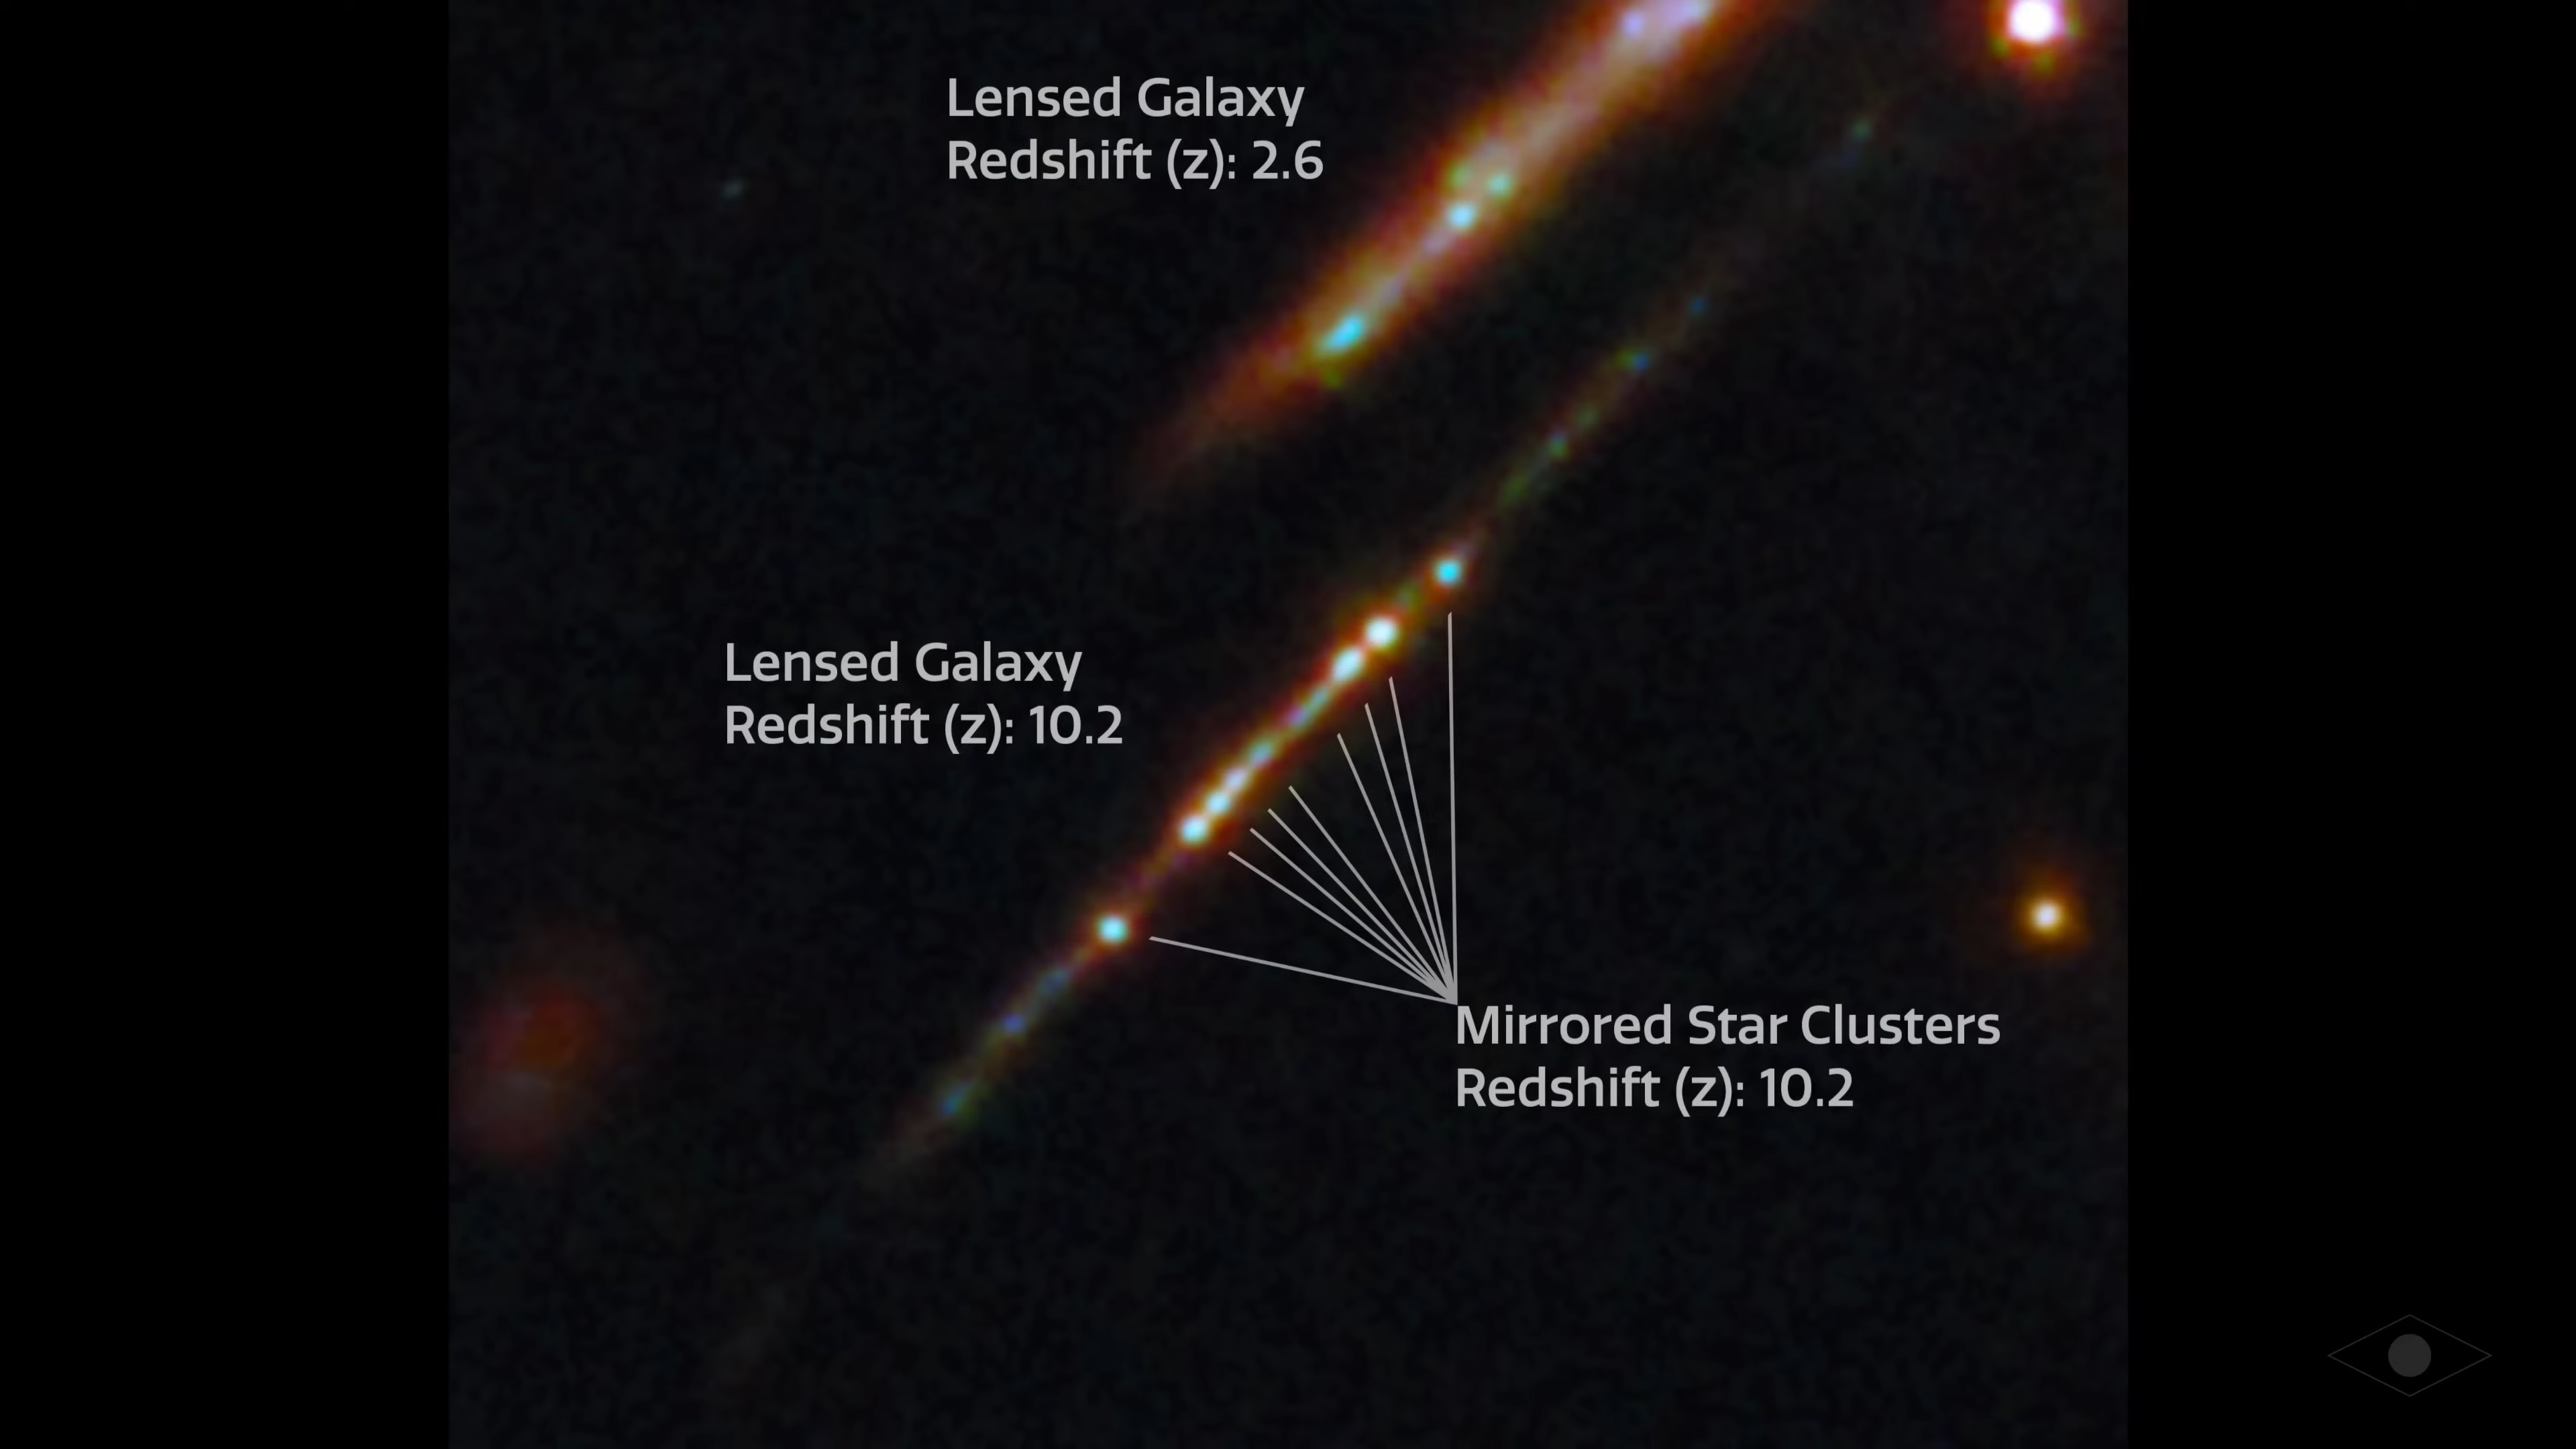 Lensed Galaxy
Redshift (z): 2.6
Lensed Galaxy
Redshift (z): 10.2
Mirrored Star Clusters
Redshift (z): 10.2